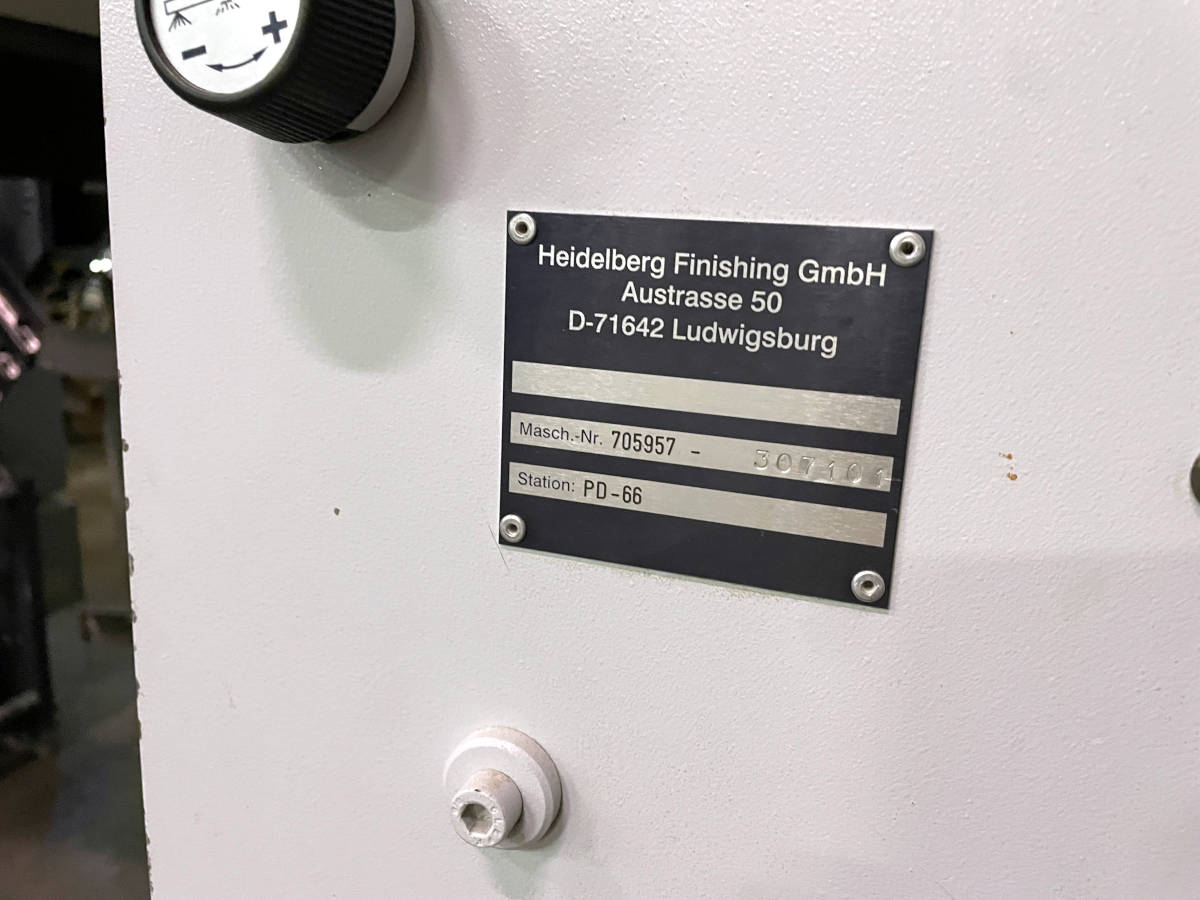 - +
Heidelberg Finishing GmbH
Austrasse 50
D-71642 Ludwigsburg
Masch.-Nr. 705957 - 307101
Station: PD-66